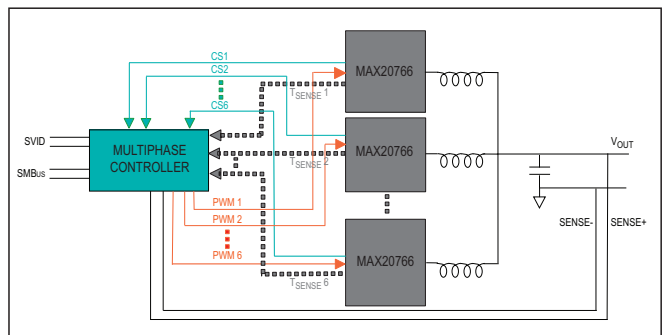 CS1
CS2
CS6
MAX20766
TSENSE 1
SVID
SMBUS
MULTIPHASE
CONTROLLER
MAX20766
TSENSE 2
VOUT
PWM 1
PWM 2
PWM 6
SENSE-
SENSE+
MAX20766
TSENSE 6